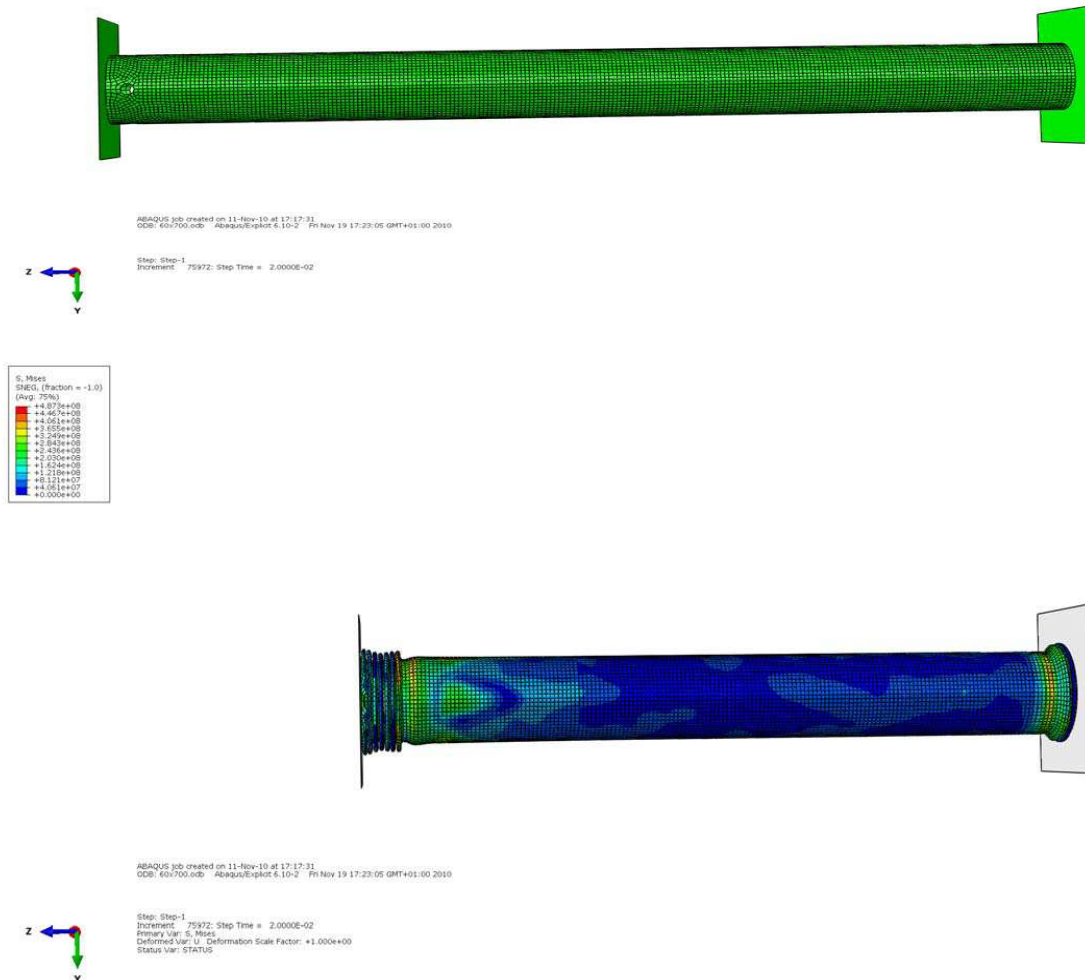 ABAQUS job created on 11-Nov-10 at 17:17:31
ODB: 60x700.odb Abaqus/Explicit 6.10-2 Fri Nov 19 17:23:05 GMT+01:00 2010
Step: Step-1
Increment 75972: Step Time = 2.0000E-02
Z
Y
S, Mises
SNEG, (fraction = -1.0)
(Avg: 75%)
+4.873e+08
+4.467e+08
+4.061e+08
+3.655e+08
+3.249e+08
+2.843e+08
+2.436e+08
+2.030e+08
+1.624e+08
+1.218e+08
+8.121e+07
+4.061e+07
+0.000e+00
ABAQUS job created on 11-Nov-10 at 17:17:31
ODB: 60x700.odb Abaqus/Explicit 6.10-2 Fri Nov 19 17:23:05 GMT+01:00 2010
Step: Step-1
Increment 75972: Step Time = 2.0000E-02
Primary Var: S, Mises
Deformed Var: U Deformation Scale Factor: +1.000e+00
Status Var: STATUS
Z
Y